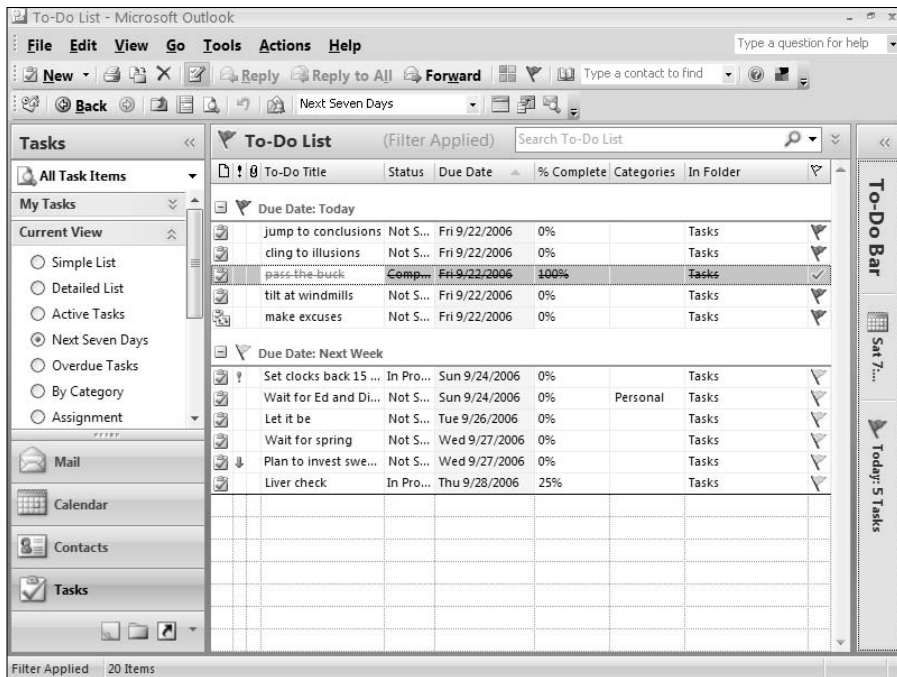 To-Do List - Microsoft Outlook
File Edit View Go Tools Actions Help
Type a question for help
New Reply Reply to All Forward Type a contact to find
Back Next Seven Days
Tasks
All Task Items
My Tasks
Current View
Simple List
Detailed List
Active Tasks
Next Seven Days
Overdue Tasks
By Category
Assignment
Mail
Calendar
Contacts
Tasks
To-Do List (Filter Applied) Search To-Do List
To-Do Title Status Due Date % Complete Categories In Folder
Due Date: Today
jump to conclusions Not S... Fri 9/22/2006 0% Tasks
cling to illusions Not S... Fri 9/22/2006 0% Tasks
pass the buck Comp... Fri 9/22/2006 100% Tasks
tilt at windmills Not S... Fri 9/22/2006 0% Tasks
make excuses Not S... Fri 9/22/2006 0% Tasks
Due Date: Next Week
Set clocks back 15 ... In Pro... Sun 9/24/2006 0% Tasks
Wait for Ed and Di... Not S... Sun 9/24/2006 0% Personal Tasks
Let it be Not S... Tue 9/26/2006 0% Tasks
Wait for spring Not S... Wed 9/27/2006 0% Tasks
Plan to invest swe... Not S... Wed 9/27/2006 0% Tasks
Liver check In Pro... Thu 9/28/2006 25% Tasks
To-Do Bar
Sat 7:...
Today: 5 Tasks
Filter Applied 20 Items